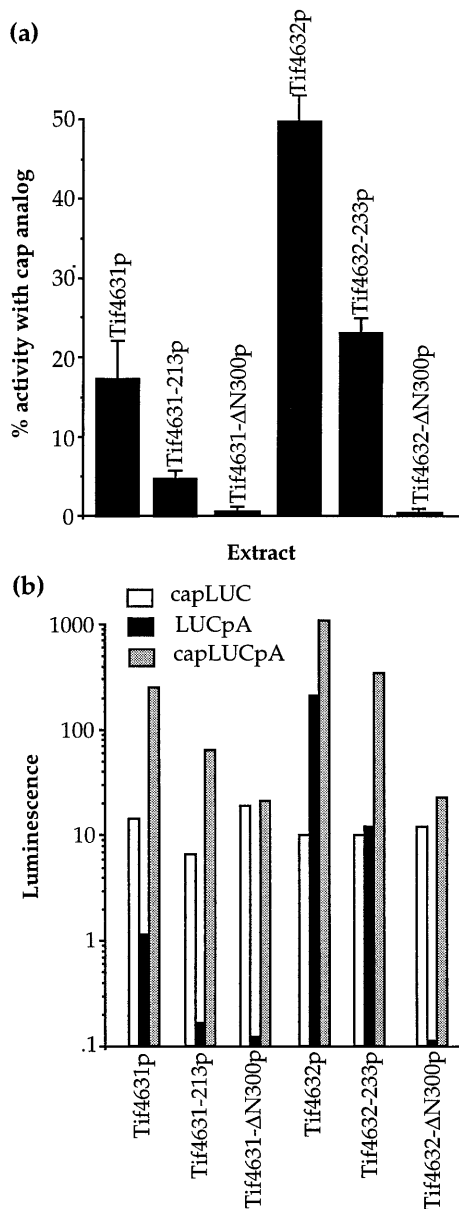 (a)
% activity with cap analog
50
40
30
20
10
0
Tif4631p
Tif4631-213p
Tif4631-ΔN300p
Tif4632p
Tif4632-233p
Tif4632-ΔN300p
Extract
(b)
capLUC
LUCpA
capLUCpA
Luminescence
1000
100
10
1
.1
Tif4631p
Tif4631-213p
Tif4631-ΔN300p
Tif4632p
Tif4632-233p
Tif4632-ΔN300p